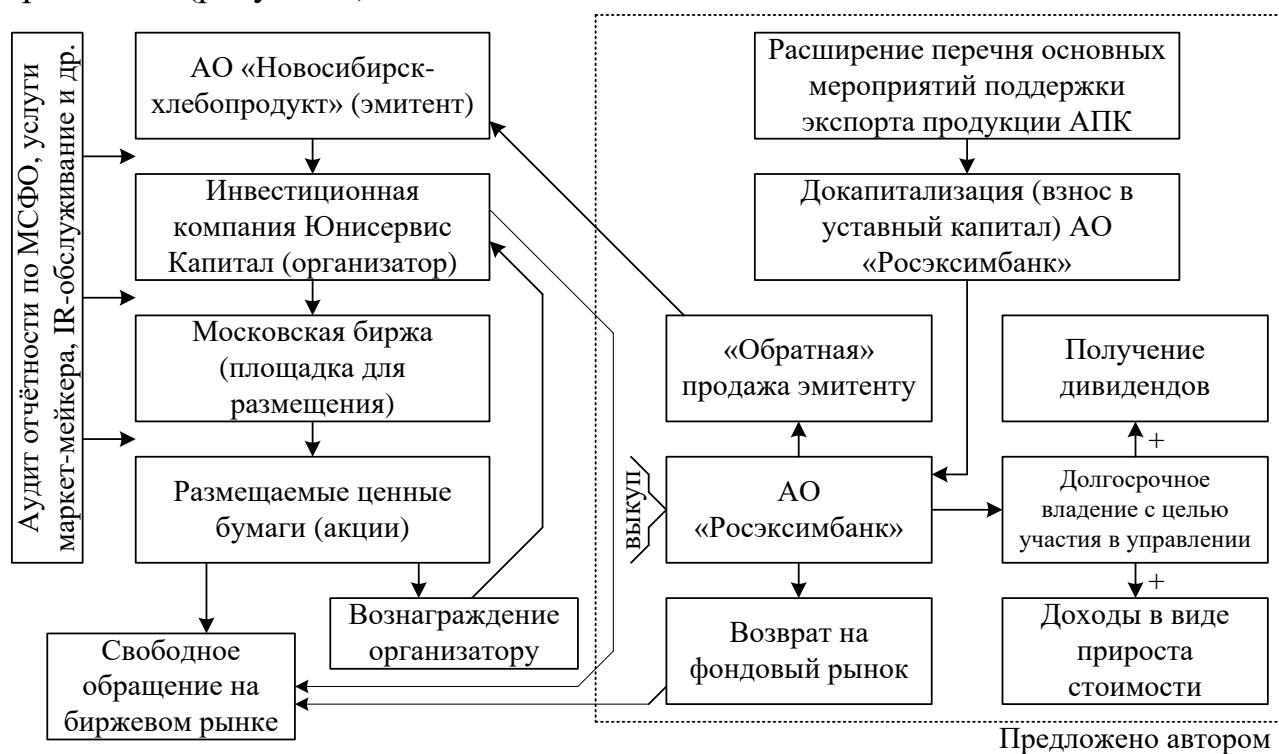 Аудит отчётности по МСФО, услуги
маркет-мейкера, IR-обслуживание и др.
АО «Новосибирск-
хлебопродукт» (эмитент)
Инвестиционная
компания Юнисервис
Капитал (организатор)
Московская биржа
(площадка для
размещения)
Размещаемые ценные
бумаги (акции)
Вознаграждение
организатору
Свободное
обращение на
биржевом рынке
Расширение перечня основных
мероприятий поддержки
экспорта продукции АПК
Докапитализация (взнос в
уставный капитал) АО
«Росэксимбанк»
«Обратная»
продажа эмитенту
Получение
дивидендов
+
выкуп
АО
«Росэксимбанк»
Долгосрочное
владение с целью
участия в управлении
+
Возврат на
фондовый рынок
Доходы в виде
прироста
стоимости
Предложено автором